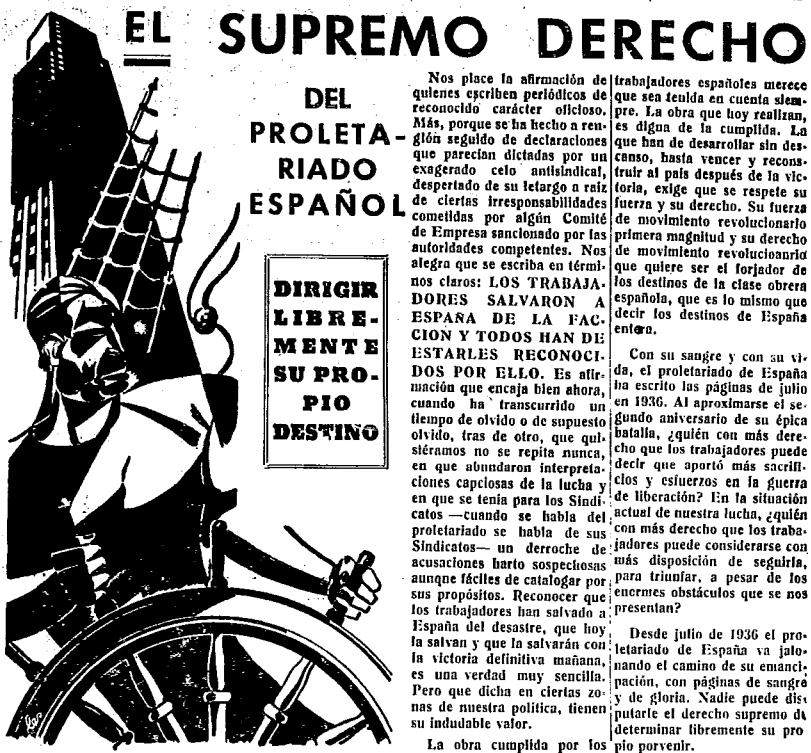 EL SUPREMO DERECHO
DEL
PROLETA-
RIADO
ESPAÑOL
DIRIGIR
LIBRE-
MENTE
SU PRO-
PIO
DESTINO
Nos place la afirmación de
quienes escriben periódicos de
reconocido carácter oficioso.
Más, porque se ha hecho a ren-
glón seguido de declaraciones
que parecían dictadas por un
exagerado celo antisindical,
despertado de su letargo a raíz
de ciertas irresponsabilidades
cometidas por algún Comité
de Empresa sancionado por las
autoridades competentes. Nos
alegra que se escriba en térmi-
nos claros: LOS TRABAJA-
DORES SALVARON A
ESPAÑA DE LA FAC-
CION Y TODOS HAN DE
ESTARLES RECONOCI-
DOS POR ELLO. Es afir-
mación que encaja bien ahora,
cuando ha transcurrido un
tiempo de olvido o de supuesto
olvido, tras de otro, que qui-
siéramos no se repita nunca,
en que abundaron interpreta-
ciones capciosas de la lucha y
en que se tenía para los Sindi-
catos —cuando se habla del
proletariado se habla de sus
Sindicatos— un derroche de
acusaciones harto sospechosas
aunque fáciles de catalogar por
sus propósitos. Reconocer que
los trabajadores han salvado a
España del desastre, que hoy
la salvan y que la salvarán con
la victoria definitiva mañana,
es una verdad muy sencilla.
Pero que dicha en ciertas zo-
nas de nuestra política, tienen
su indudable valor.
La obra cumplida por los
trabajadores españoles merece
que sea tenida en cuenta siem-
pre. La obra que hoy realizan,
es digna de la cumplida. La
que han de desarrollar sin des-
canso, hasta vencer y recons-
truir al país después de la vic-
toria, exige que se respete su
fuerza y su derecho. Su fuerza
de movimiento revolucionario
primera magnitud y su derecho
de movimiento revolucioanrio
que quiere ser el forjador de
los destinos de la clase obrera
española, que es lo mismo que
decir los destinos de España
entera.
Con su sangre y con su vi-
da, el proletariado de España
ha escrito las páginas de julio
en 1936. Al aproximarse el se-
gundo aniversario de su épica
batalla, ¿quién con más dere-
cho que los trabajadores puede
decir que aportó más sacrifi-
cios y esfuerzos en la guerra
de liberación? En la situación
actual de nuestra lucha, ¿quién
con más derecho que los traba-
jadores puede considerarse con
más disposición de seguirla,
para triunfar, a pesar de los
enormes obstáculos que se nos
presentan?
Desde julio de 1936 el pro-
letariado de España va jalo-
nando el camino de su emanci-
pación, con páginas de sangre
y de gloria. Nadie puede dis-
putarle el derecho supremo de
determinar libremente su pro
pio porvenir.